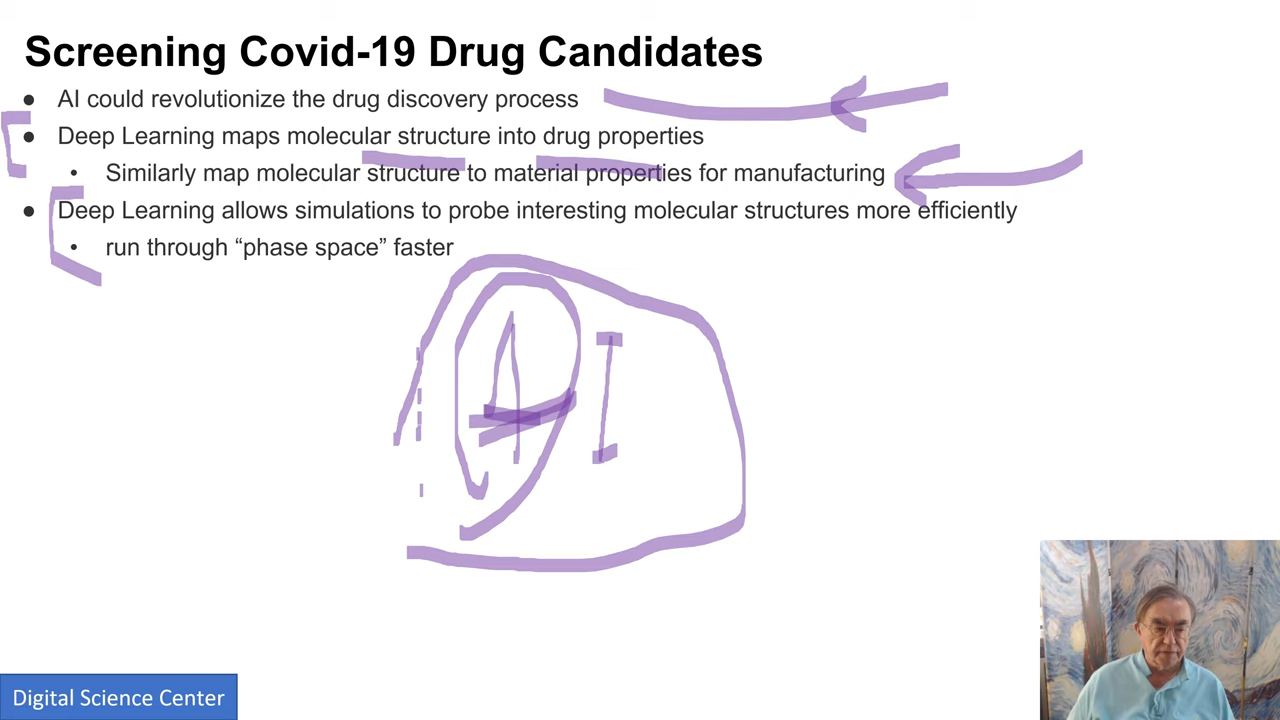 Screening Covid-19 Drug Candidates
● AI could revolutionize the drug discovery process
● Deep Learning maps molecular structure into drug properties
• Similarly map molecular structure to material properties for manufacturing
● Deep Learning allows simulations to probe interesting molecular structures more efficiently
• run through “phase space” faster
A I
Digital Science Center